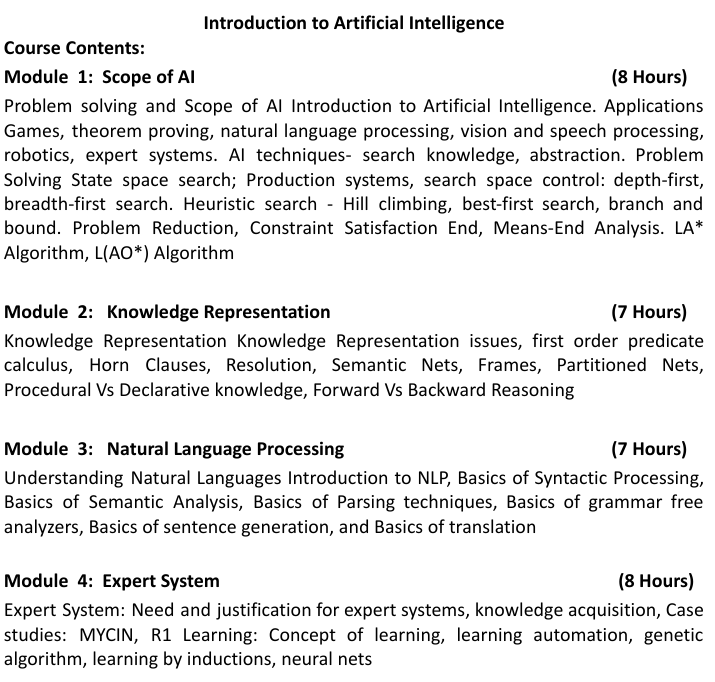 Introduction to Artificial Intelligence
Course Contents:
Module 1: Scope of AI (8 Hours)
Problem solving and Scope of AI Introduction to Artificial Intelligence. Applications
Games, theorem proving, natural language processing, vision and speech processing,
robotics, expert systems. AI techniques- search knowledge, abstraction. Problem
Solving State space search; Production systems, search space control: depth-first,
breadth-first search. Heuristic search - Hill climbing, best-first search, branch and
bound. Problem Reduction, Constraint Satisfaction End, Means-End Analysis. LA*
Algorithm, L(AO*) Algorithm
Module 2: Knowledge Representation (7 Hours)
Knowledge Representation Knowledge Representation issues, first order predicate
calculus, Horn Clauses, Resolution, Semantic Nets, Frames, Partitioned Nets,
Procedural Vs Declarative knowledge, Forward Vs Backward Reasoning
Module 3: Natural Language Processing (7 Hours)
Understanding Natural Languages Introduction to NLP, Basics of Syntactic Processing,
Basics of Semantic Analysis, Basics of Parsing techniques, Basics of grammar free
analyzers, Basics of sentence generation, and Basics of translation
Module 4: Expert System (8 Hours)
Expert System: Need and justification for expert systems, knowledge acquisition, Case
studies: MYCIN, R1 Learning: Concept of learning, learning automation, genetic
algorithm, learning by inductions, neural nets